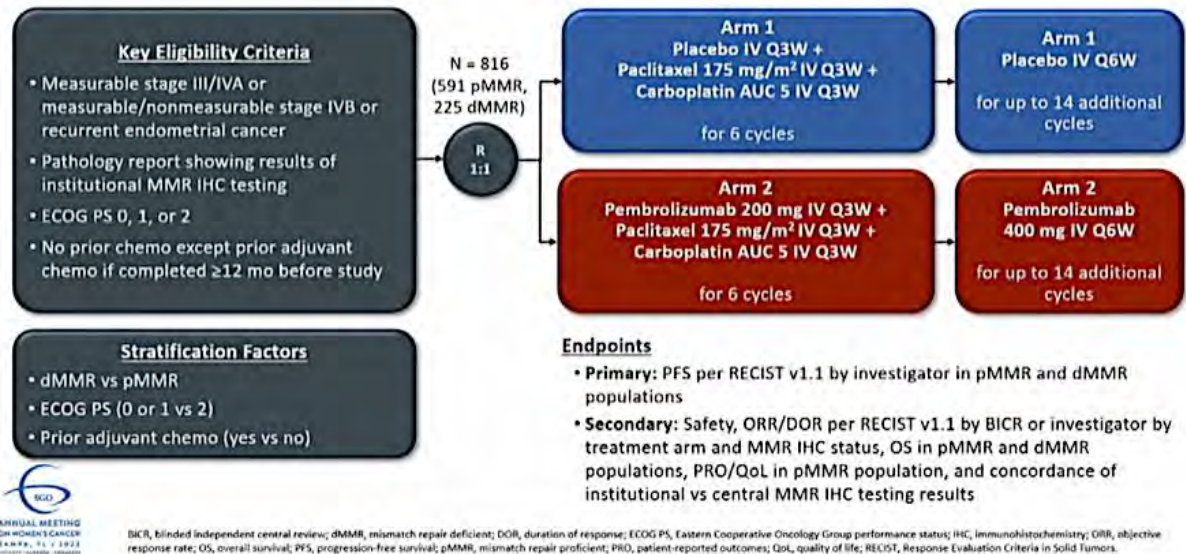 Key Eligibility Criteria
• Measurable stage III/IVA or
measurable/nonmeasurable stage IVB or
recurrent endometrial cancer
• Pathology report showing results of
institutional MMR IHC testing
• ECOG PS 0, 1, or 2
• No prior chemo except prior adjuvant
chemo if completed ≥12 mo before study
Stratification Factors
• dMMR vs pMMR
• ECOG PS (0 or 1 vs 2)
• Prior adjuvant chemo (yes vs no)
N = 816
(591 pMMR,
225 dMMR)
R
1:1
Arm 1
Placebo IV Q3W +
Paclitaxel 175 mg/m² IV Q3W +
Carboplatin AUC 5 IV Q3W
for 6 cycles
Arm 1
Placebo IV Q6W
for up to 14 additional
cycles
Arm 2
Pembrolizumab 200 mg IV Q3W +
Paclitaxel 175 mg/m² IV Q3W +
Carboplatin AUC 5 IV Q3W
for 6 cycles
Arm 2
Pembrolizumab
400 mg IV Q6W
for up to 14 additional
cycles
Endpoints
• Primary: PFS per RECIST v1.1 by investigator in pMMR and dMMR
populations
• Secondary: Safety, ORR/DOR per RECIST v1.1 by BICR or investigator by
treatment arm and MMR IHC status, OS in pMMR and dMMR
populations, PRO/QoL in pMMR population, and concordance of
institutional vs central MMR IHC testing results
SGO
ANNUAL MEETING
ON WOMEN'S CANCER
TAMPA, FL / 2023
BICR, blinded independent central review; dMMR, mismatch repair deficient; DOR, duration of response; ECOG PS, Eastern Cooperative Oncology Group performance status; IHC, immunohistochemistry; ORR, objective
response rate; OS, overall survival; PFS, progression-free survival; pMMR, mismatch repair proficient; PRO, patient-reported outcomes; QoL, quality of life; RECIST, Response Evaluation Criteria in Solid Tumors.